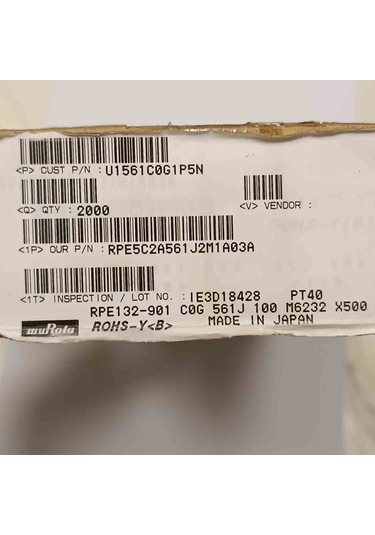 <P> CUST P/N : U1561C0G1P5N
<Q> QTY : 2000
<V> VENDOR :
<1P> OUR P/N : RPE5C2A561J2M1A03A
<1T> INSPECTION / LOT NO. : IE3D18428 PT40
RPE132-901 C0G 561J 100 M6232 X500
muRata ROHS-Y<B> MADE IN JAPAN